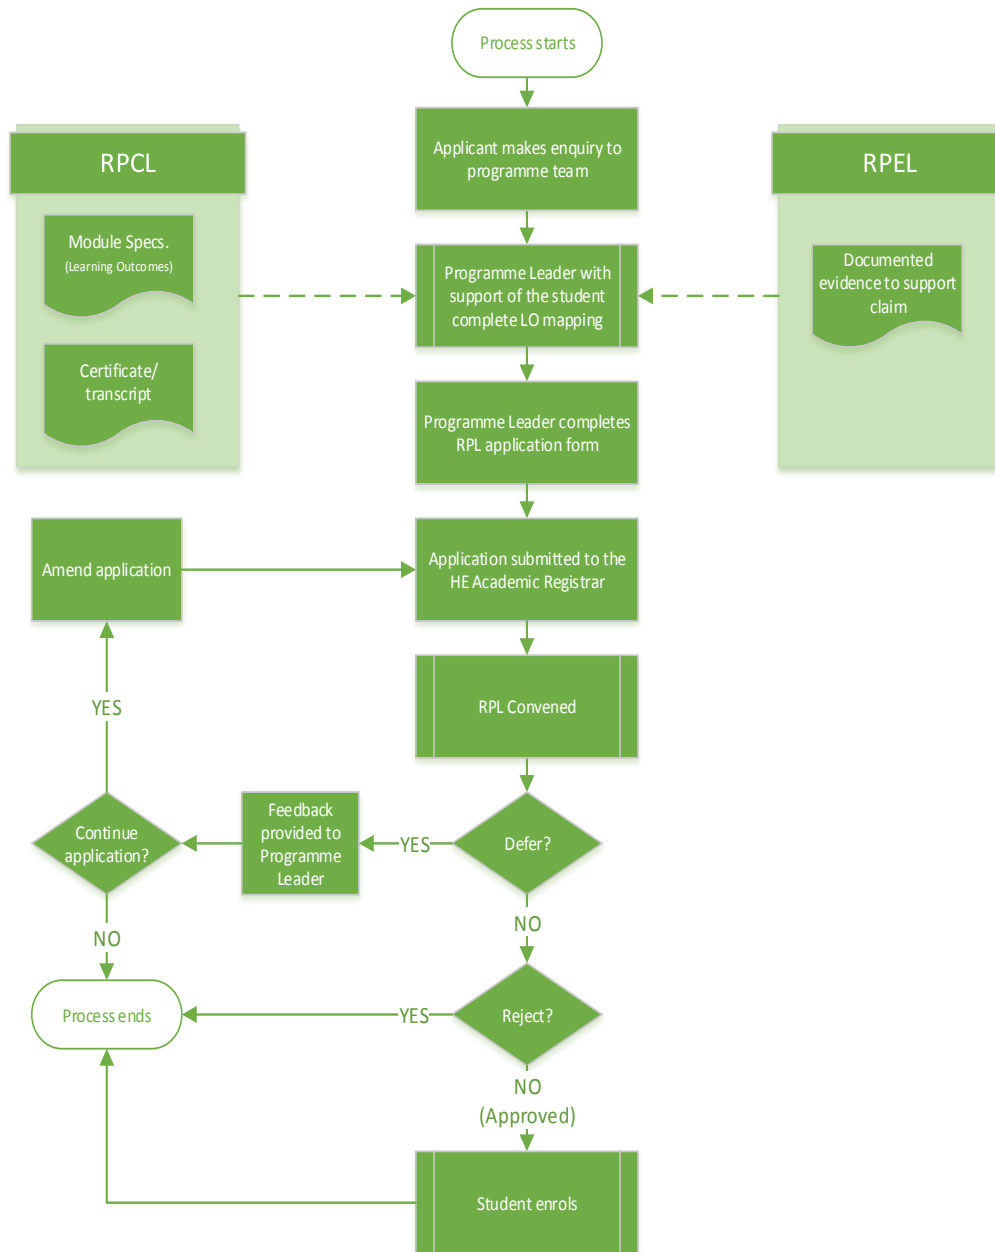 Process starts
Applicant makes enquiry to
programme team
RPCL
Module Specs.
(Learning Outcomes)
Certificate/
transcript
RPEL
Documented
evidence to support
claim
Programme Leader with
support of the student
complete LO mapping
Programme Leader completes
RPL application form
Amend application
Application submitted to the
HE Academic Registrar
YES
RPL Convened
Continue
application?
Feedback
provided to
Programme
Leader
YES
Defer?
NO
NO
Process ends
YES
Reject?
NO
(Approved)
Student enrols